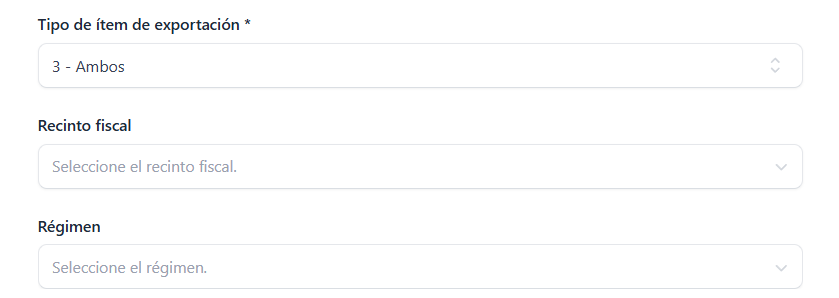 Tipo de ítem de exportación *
3 - Ambos
Recinto fiscal
Seleccione el recinto fiscal.
Régimen
Seleccione el régimen.